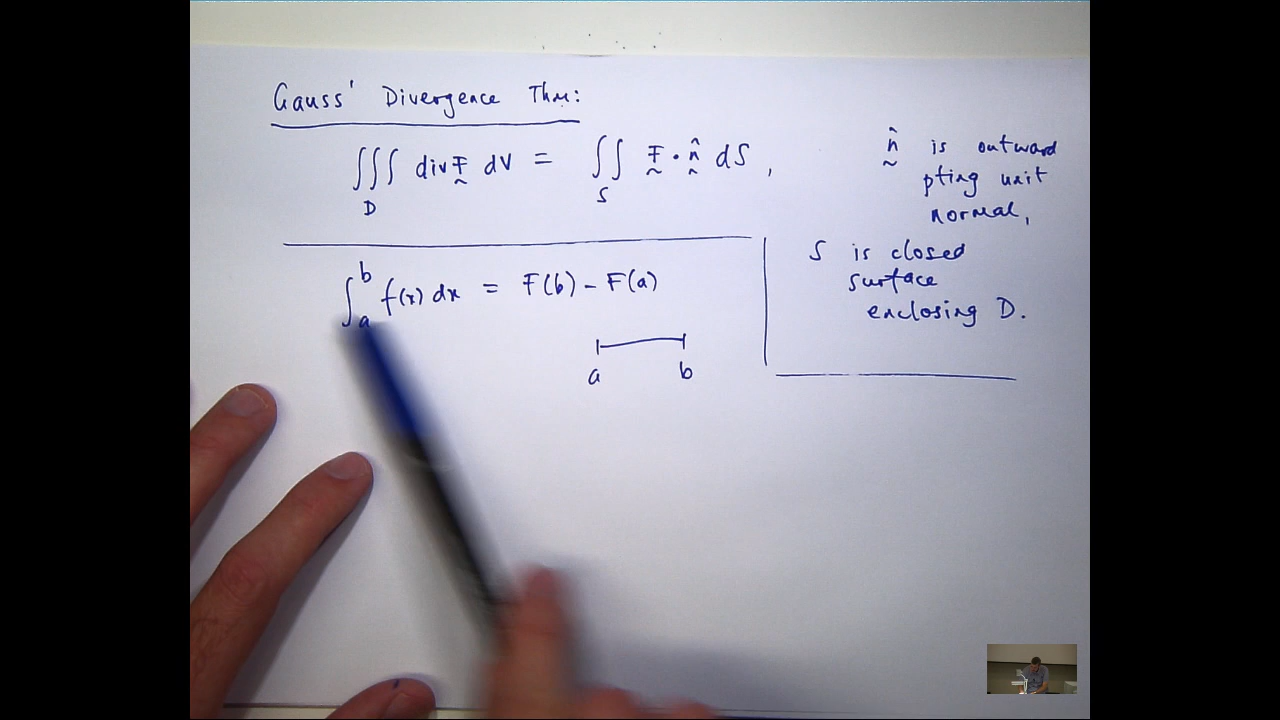 Gauss' Divergence Thm:
∭_D div F̰ dV = ∬_S F̰ · n̰̂ dS ,
n̰̂ is outward
pting unit
normal,
S is closed
surface
enclosing D.
∫_a^b f(x) dx = F(b) - F(a)
a b